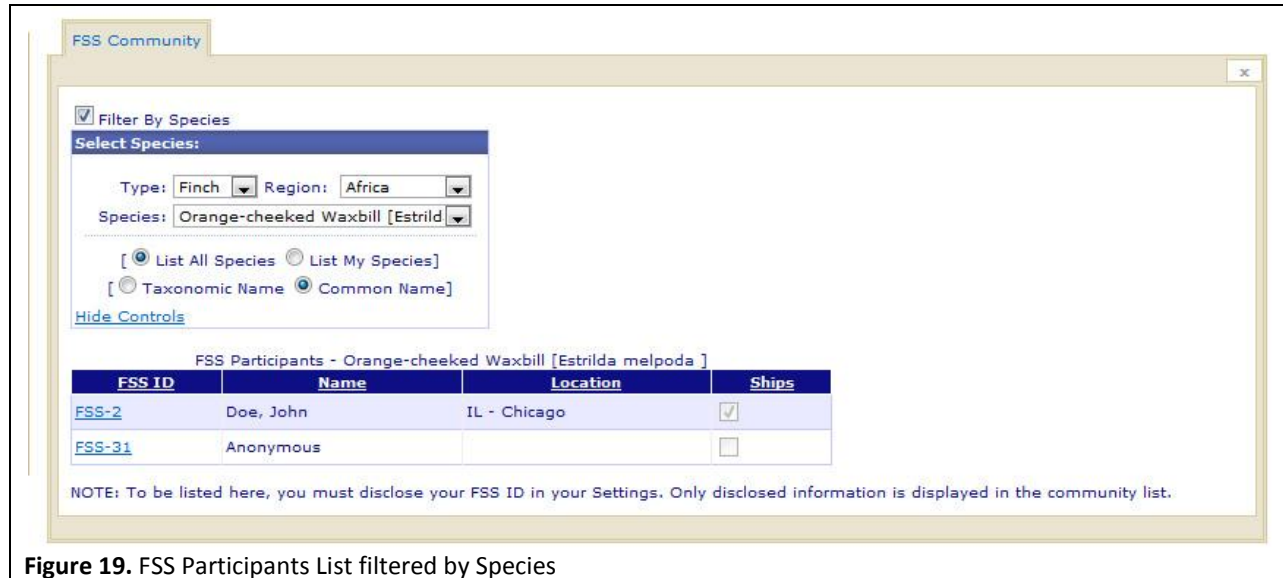 FSS Community
x
Filter By Species
Select Species:
Type: Finch Region: Africa
Species: Orange-cheeked Waxbill [Estrild
[ List All Species List My Species]
[ Taxonomic Name Common Name]
Hide Controls
FSS Participants - Orange-cheeked Waxbill [Estrilda melpoda ]
FSS ID Name Location Ships
FSS-2 Doe, John IL - Chicago
FSS-31 Anonymous
NOTE: To be listed here, you must disclose your FSS ID in your Settings. Only disclosed information is displayed in the community list.
Figure 19. FSS Participants List filtered by Species